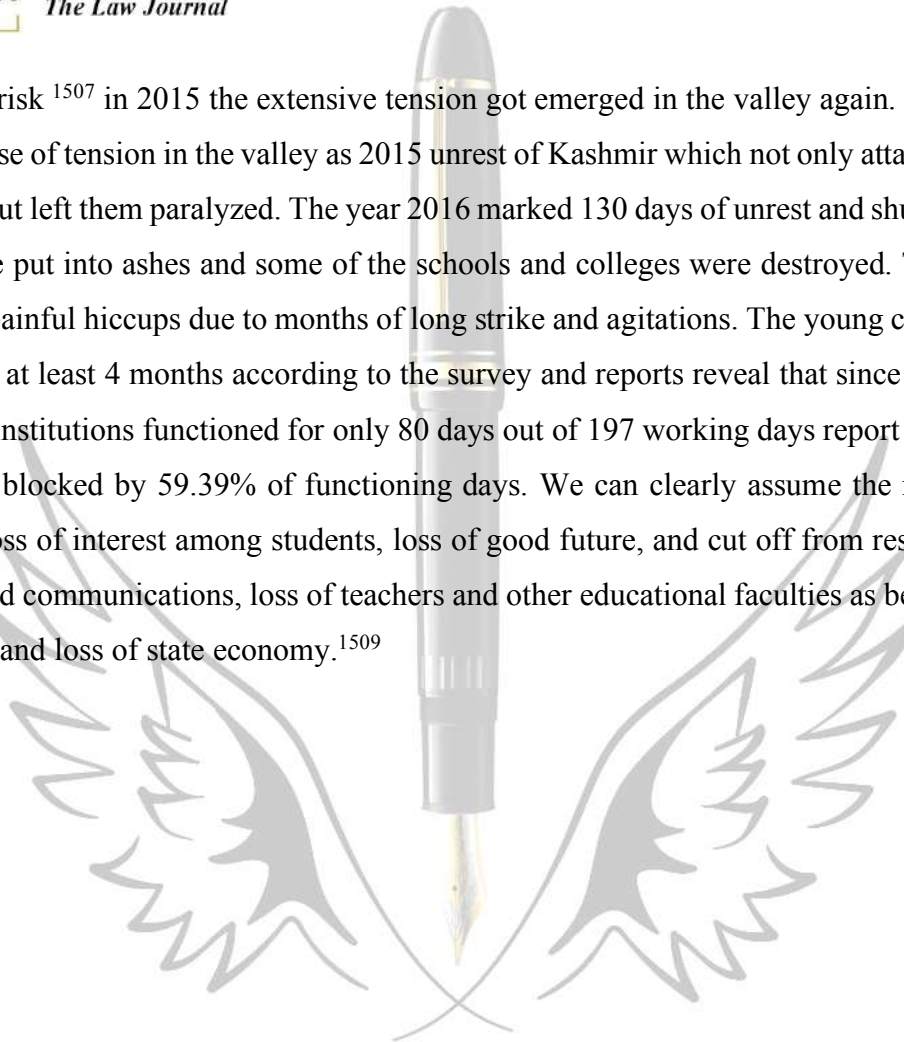 The Law Journal
risk 1507 in 2015 the extensive tension got emerged in the valley again.
se of tension in the valley as 2015 unrest of Kashmir which not only atta
ut left them paralyzed. The year 2016 marked 130 days of unrest and shu
e put into ashes and some of the schools and colleges were destroyed.
ainful hiccups due to months of long strike and agitations. The young c
at least 4 months according to the survey and reports reveal that since
nstitutions functioned for only 80 days out of 197 working days report
blocked by 59.39% of functioning days. We can clearly assume the
ss of interest among students, loss of good future, and cut off from res
d communications, loss of teachers and other educational faculties as be
and loss of state economy.1509